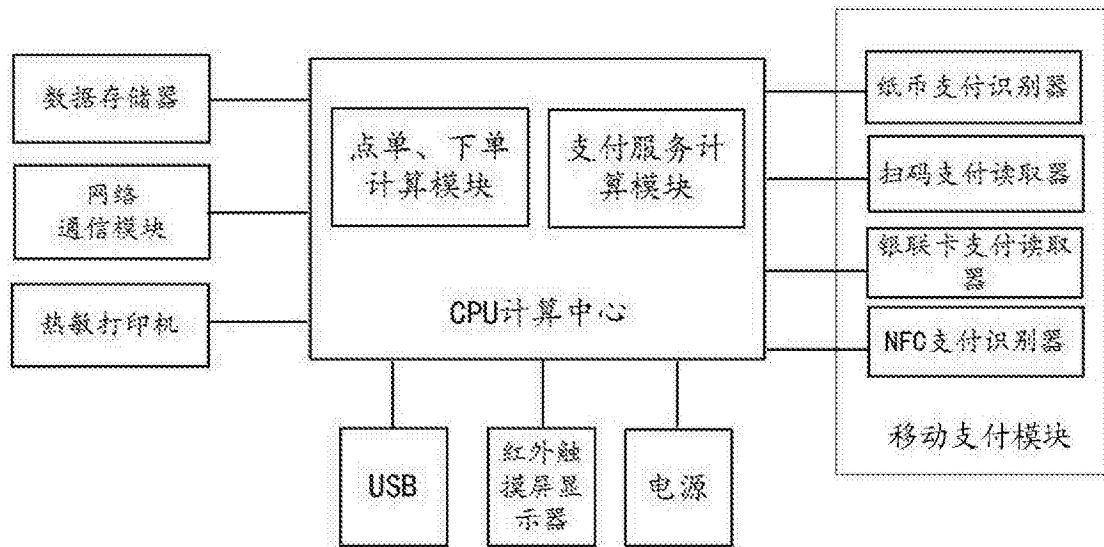 数据存储器
网络
通信模块
热敏打印机
点单、下单
计算模块
支付服务计
算模块
CPU计算中心
纸币支付识别器
扫码支付读取器
银联卡支付读取
器
NFC支付识别器
移动支付模块
USB
红外触
摸屏显
示器
电源